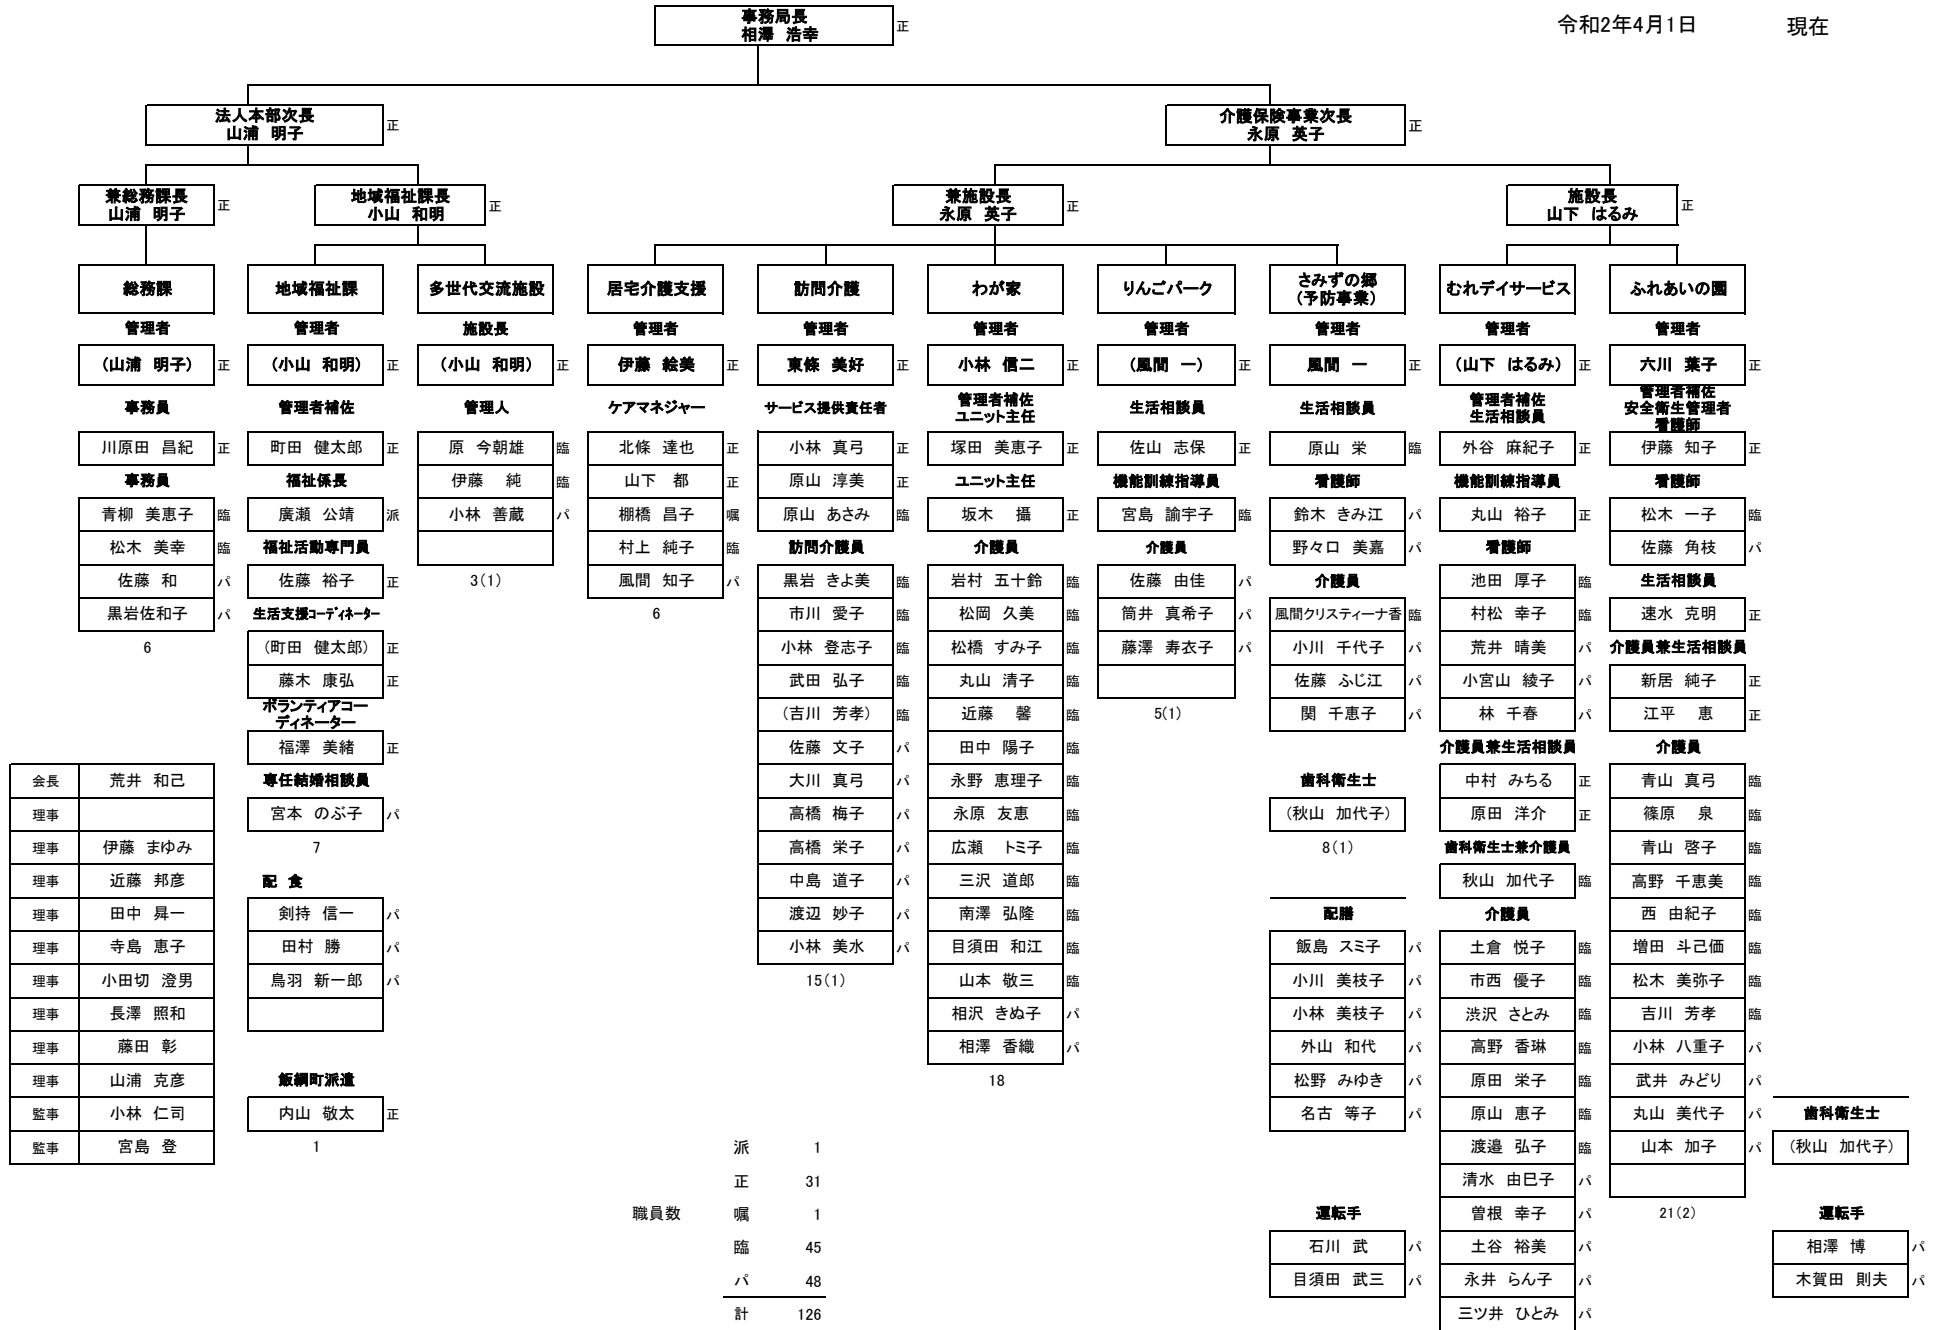 令和2年4月1日 現在
事務局長
相澤 浩幸 正
法人本部次長
山浦 明子 正
介護保険事業次長
永原 英子 正
兼総務課長
山浦 明子 正
地域福祉課長
小山 和明 正
兼施設長
永原 英子 正
施設長
山下 はるみ 正
総務課
管理者
(山浦 明子) 正
事務員
川原田 昌紀 正
事務員
青柳 美恵子 臨
松木 美幸 臨
佐藤 和 パ
黒岩佐和子 パ
6
地域福祉課
管理者
(小山 和明) 正
管理者補佐
町田 健太郎 正
福祉係長
廣瀬 公靖 派
福祉活動専門員
佐藤 裕子 正
生活支援コーディネーター
(町田 健太郎) 正
藤木 康弘 正
ボランティアコー
ディネーター
福澤 美緒 正
専任結婚相談員
宮本 のぶ子 パ
7
配 食
剣持 信一 パ
田村 勝 パ
鳥羽 新一郎 パ
飯綱町派遣
内山 敬太 正
1
多世代交流施設
施設長
(小山 和明) 正
管理人
原 今朝雄 臨
伊藤 純 臨
小林 善蔵 パ
3(1)
居宅介護支援
管理者
伊藤 絵美 正
ケアマネジャー
北條 達也 正
山下 都 正
棚橋 昌子 嘱
村上 純子 臨
風間 知子 パ
6
訪問介護
管理者
東條 美好 正
サービス提供責任者
小林 真弓 正
原山 淳美 正
原山 あさみ 臨
訪問介護員
黒岩 きよ美 臨
市川 愛子 臨
小林 登志子 臨
武田 弘子 臨
(吉川 芳孝) 臨
佐藤 文子 パ
大川 真弓 パ
高橋 梅子 パ
高橋 栄子 パ
中島 道子 パ
渡辺 妙子 パ
小林 美水 パ
15(1)
わが家
管理者
小林 信二 正
管理者補佐
ユニット主任
塚田 美恵子 正
ユニット主任
坂木 攝 正
介護員
岩村 五十鈴 臨
松岡 久美 臨
松橋 すみ子 臨
丸山 清子 臨
近藤 馨 臨
田中 陽子 臨
永野 恵理子 臨
永原 友恵 臨
広瀬 トミ子 臨
三沢 道郎 臨
南澤 弘隆 臨
目須田 和江 臨
山本 敬三 臨
相沢 きぬ子 パ
相澤 香織 パ
18
りんごパーク
管理者
(風間 一) 正
生活相談員
佐山 志保 正
機能訓練指導員
宮島 諭宇子 臨
介護員
佐藤 由佳 パ
筒井 真希子 パ
藤澤 寿衣子 パ
5(1)
さみずの郷
(予防事業)
管理者
風間 一 正
生活相談員
原山 栄 臨
看護師
鈴木 きみ江 パ
野々口 美嘉 パ
介護員
風間クリスティーナ香 臨
小川 千代子 パ
佐藤 ふじ江 パ
関 千恵子 パ
歯科衛生士
(秋山 加代子)
8(1)
配膳
飯島 スミ子 パ
小川 美枝子 パ
小林 美枝子 パ
外山 和代 パ
松野 みゆき パ
名古 等子 パ
運転手
石川 武 パ
目須田 武三 パ
むれデイサービス
管理者
(山下 はるみ) 正
管理者補佐
生活相談員
外谷 麻紀子 正
機能訓練指導員
丸山 裕子 正
看護師
池田 厚子 臨
村松 幸子 臨
荒井 晴美 パ
小宮山 綾子 パ
林 千春 パ
介護員兼生活相談員
中村 みちる 正
原田 洋介 正
歯科衛生士兼介護員
秋山 加代子 臨
介護員
土倉 悦子 臨
市西 優子 臨
渋沢 さとみ 臨
高野 香琳 臨
原田 栄子 臨
原山 恵子 臨
渡邉 弘子 臨
清水 由巳子 パ
曽根 幸子 パ
土谷 裕美 パ
永井 らん子 パ
三ツ井 ひとみ パ
ふれあいの園
管理者
六川 葉子 正
管理者補佐
安全衛生管理者
看護師
伊藤 知子 正
看護師
松木 一子 臨
佐藤 角枝 パ
生活相談員
速水 克明 正
介護員兼生活相談員
新居 純子 正
江平 恵 正
介護員
青山 真弓 臨
篠原 泉 臨
青山 啓子 臨
高野 千恵美 臨
西 由紀子 臨
増田 斗己価 臨
松木 美弥子 臨
吉川 芳孝 臨
小林 八重子 パ
武井 みどり パ
丸山 美代子 パ
山本 加子 パ
21(2)
歯科衛生士
(秋山 加代子)
運転手
相澤 博 パ
木賀田 則夫 パ
会長 荒井 和己
理事
理事 伊藤 まゆみ
理事 近藤 邦彦
理事 田中 曻一
理事 寺島 恵子
理事 小田切 澄男
理事 長澤 照和
理事 藤田 彰
理事 山浦 克彦
監事 小林 仁司
監事 宮島 登
職員数
派 1
正 31
嘱 1
臨 45
パ 48
計 126